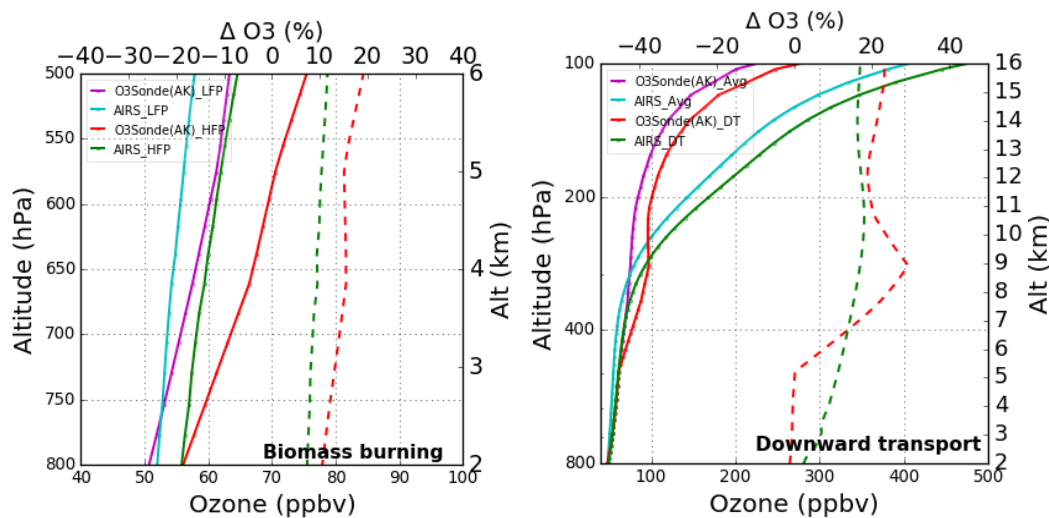 Δ O3 (%)
−40 −30 −20 −10 0 10 20 30 40
500
550
600
650
700
750
800
Altitude (hPa)
O3Sonde(AK)_LFP
AIRS_LFP
O3Sonde(AK)_HFP
AIRS_HFP
6
5
4
3
2
Alt (km)
Biomass burning
40 50 60 70 80 90 100
Ozone (ppbv)
Δ O3 (%)
−40 −20 0 20 40
100
200
400
800
Altitude (hPa)
O3Sonde(AK)_Avg
AIRS_Avg
O3Sonde(AK)_DT
AIRS_DT
16
15
14
13
12
11
10
9
8
7
6
5
4
3
2
Alt (km)
Downward transport
100 200 300 400 500
Ozone (ppbv)